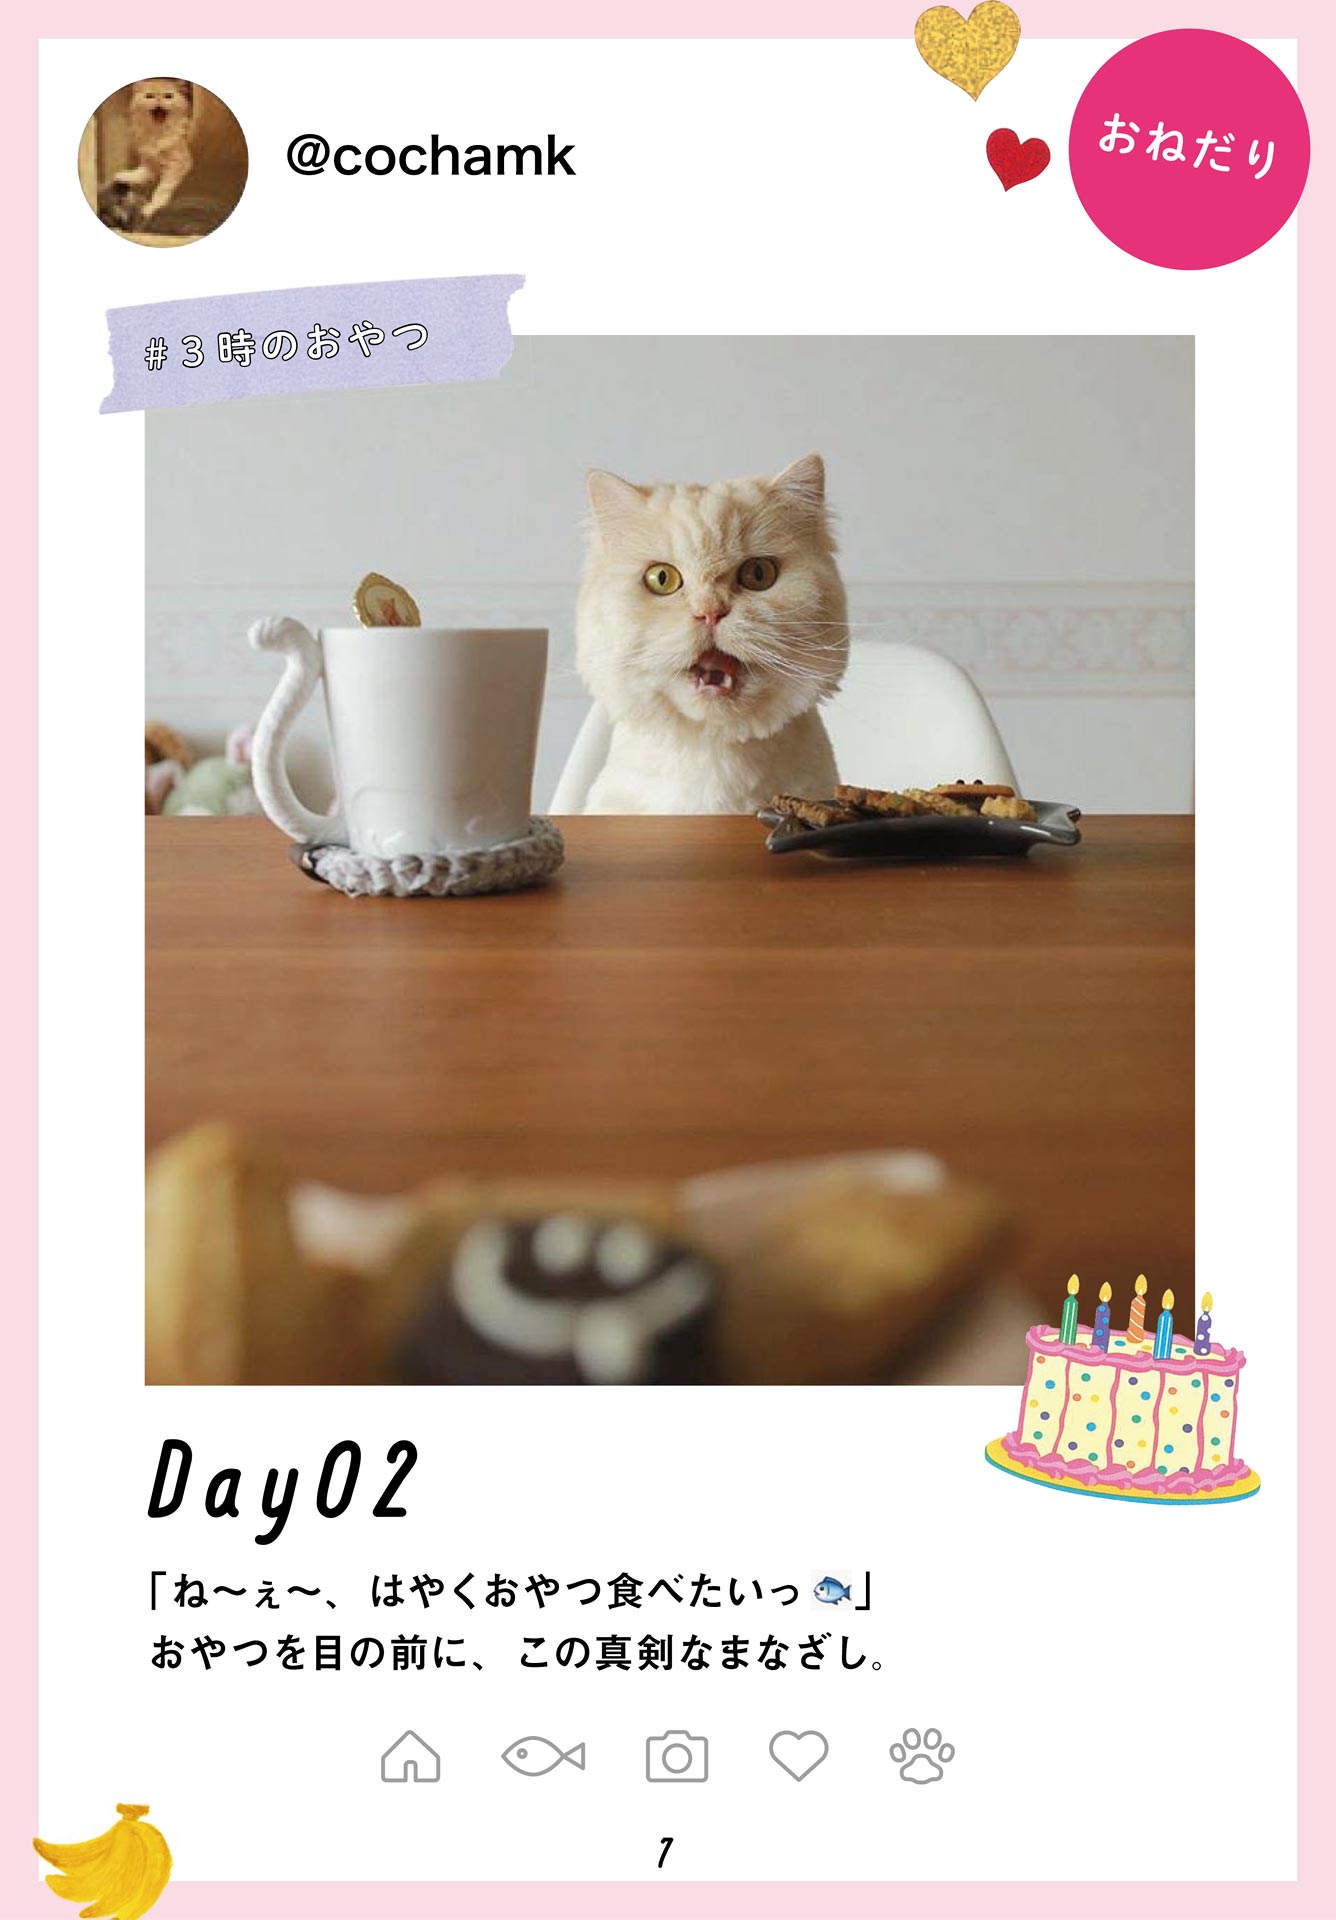 @cochamk
おねだり
#3時のおやつ
Day02
「ね〜ぇ〜、はやくおやつ食べたいっ🐟」
おやつを目の前に、この真剣なまなざし。
7